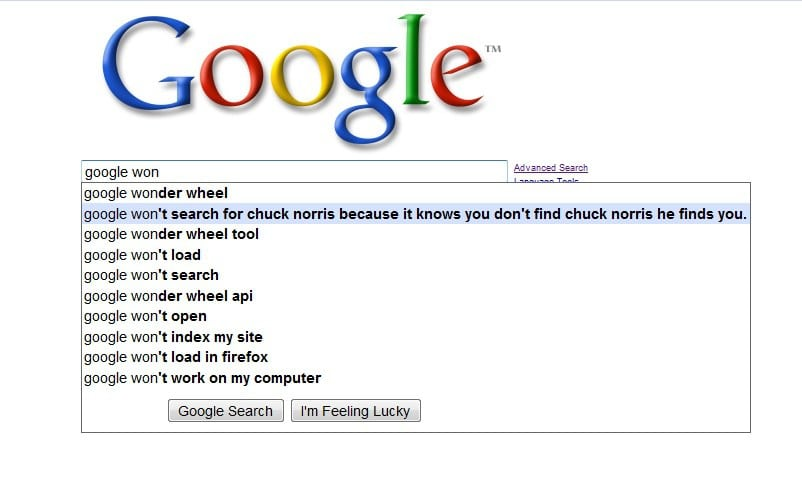 Google™
google won
Advanced Search
Language Tools
google wonder wheel
google won't search for chuck norris because it knows you don't find chuck norris he finds you.
google wonder wheel tool
google won't load
google won't search
google wonder wheel api
google won't open
google won't index my site
google won't load in firefox
google won't work on my computer
Google Search
I'm Feeling Lucky